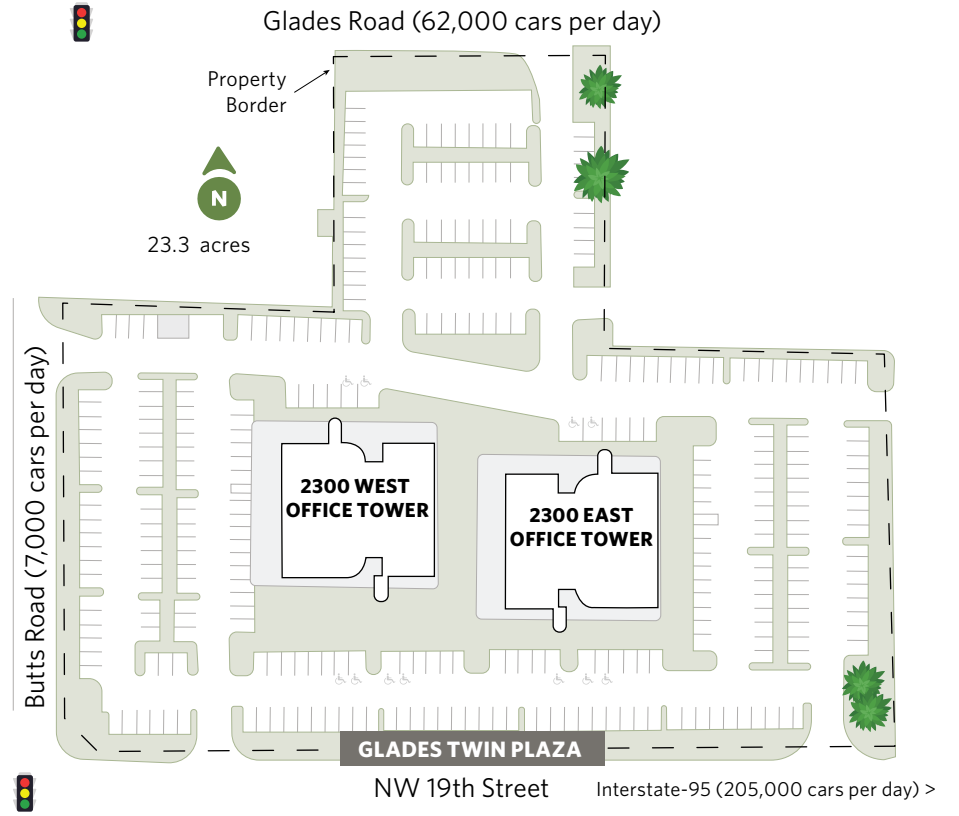 Glades Road (62,000 cars per day)
Property
Border
N
23.3 acres
Butts Road (7,000 cars per day)
2300 WEST
OFFICE TOWER
2300 EAST
OFFICE TOWER
GLADES TWIN PLAZA
NW 19th Street
Interstate-95 (205,000 cars per day) >